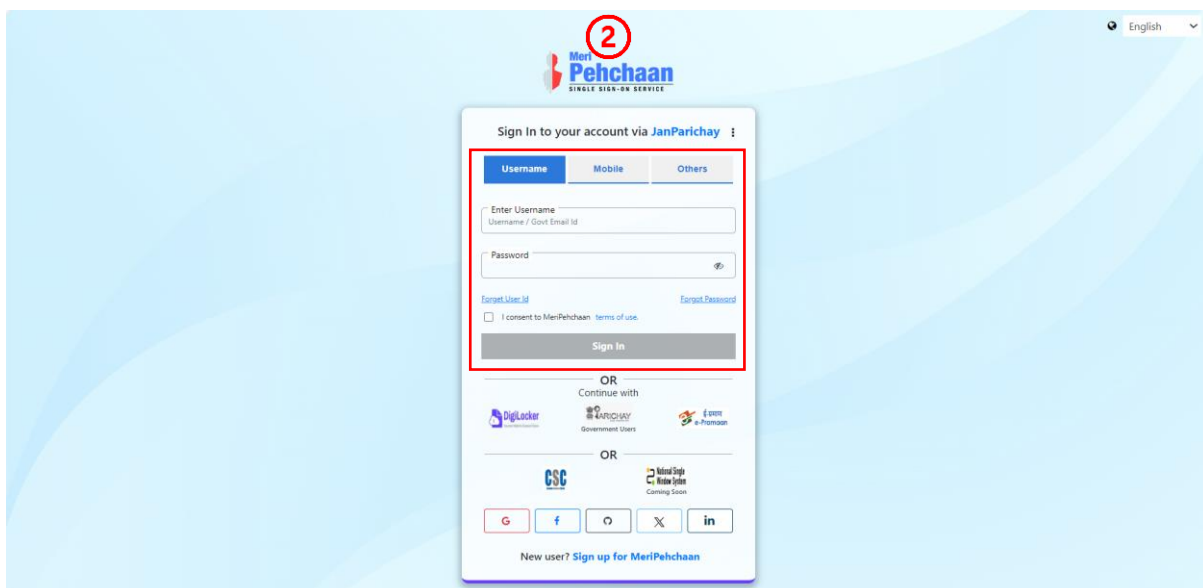 2
English
Meri
Pehchaan
SINGLE SIGN-ON SERVICE
Sign In to your account via JanParichay
Username Mobile Others
Enter Username
Username / Govt Email Id
Password
Forget User Id Forgot Password
I consent to MeriPehchaan terms of use.
Sign In
OR
Continue with
DigiLocker PARICHAY ई-प्रमाण
Government Users e-Pramaan
OR
CSC National Single
Window System
Coming Soon
G f X in
New user? Sign up for MeriPehchaan